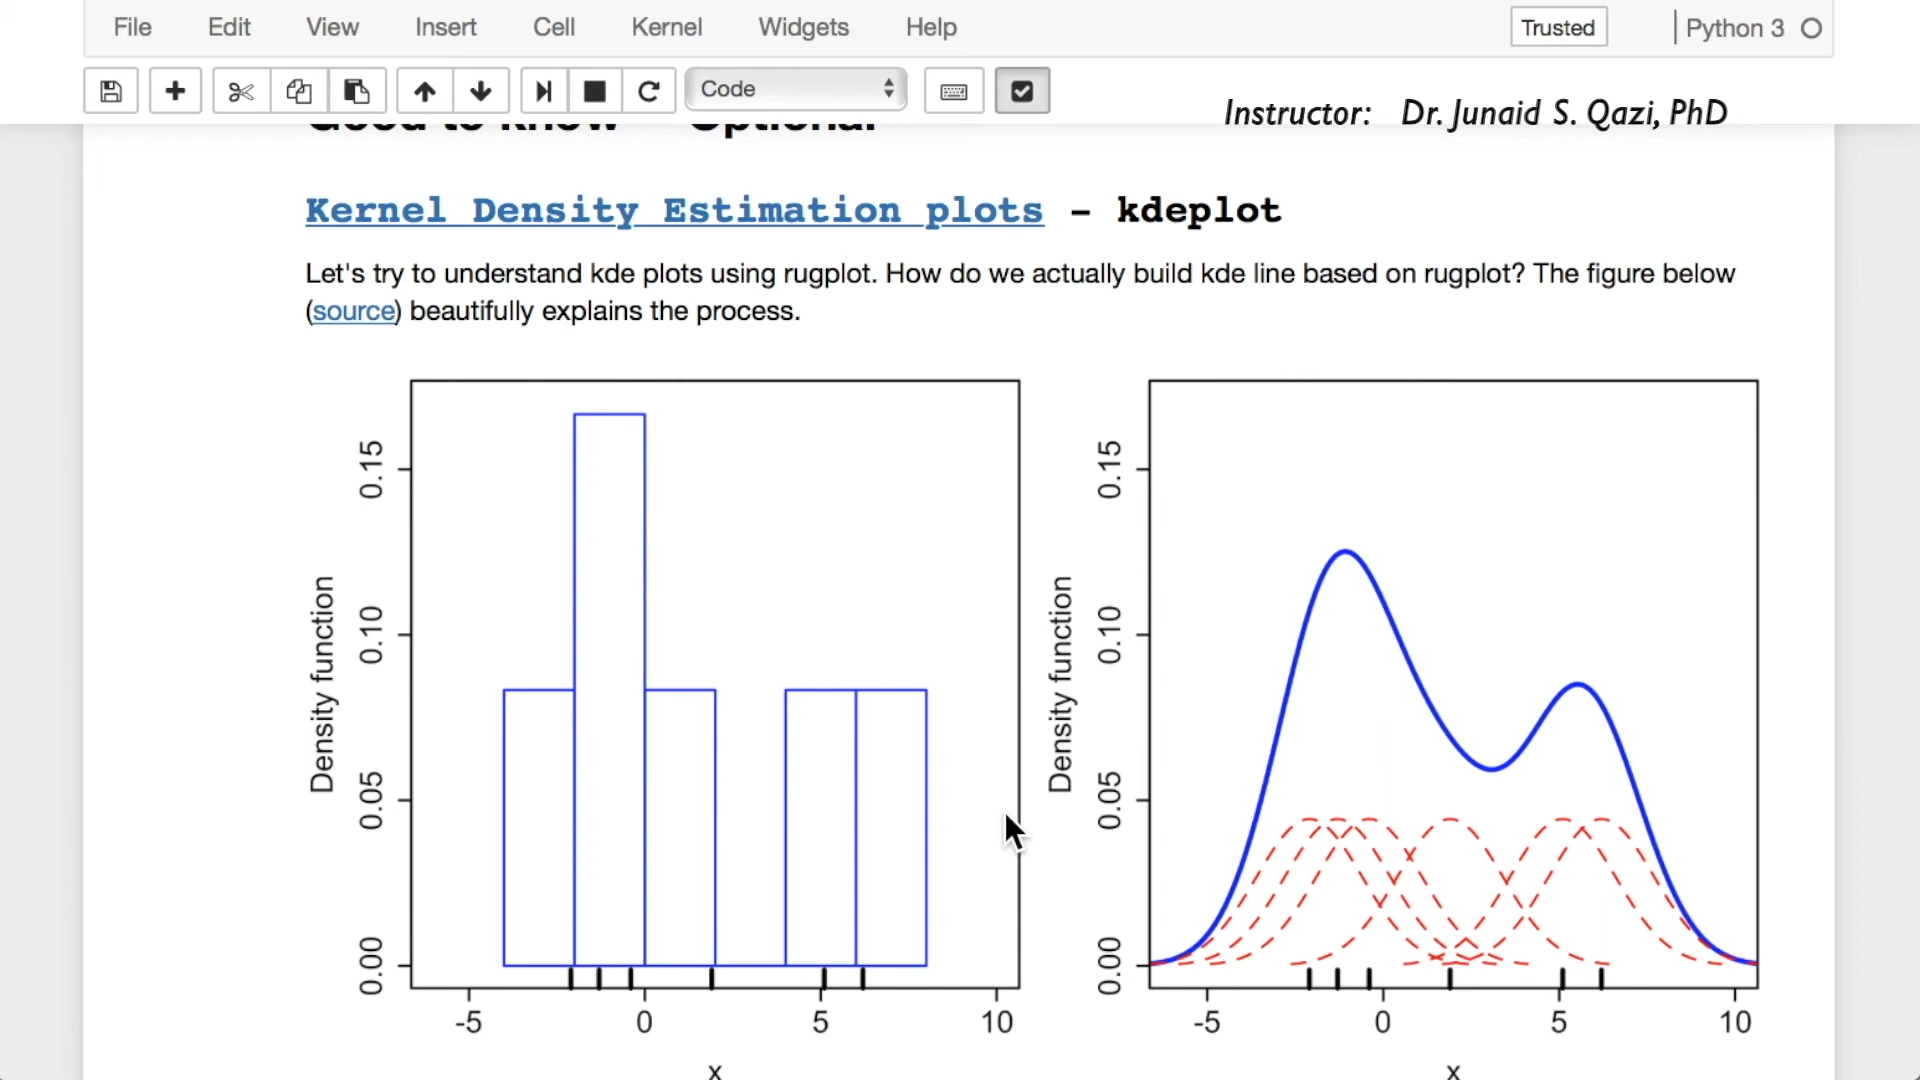 File Edit View Insert Cell Kernel Widgets Help Trusted Python 3
Code
Instructor: Dr. Junaid S. Qazi, PhD
Good to know - Optional
Kernel Density Estimation plots - kdeplot
Let's try to understand kde plots using rugplot. How do we actually build kde line based on rugplot? The figure below
(source) beautifully explains the process.
Density function
0.15
0.10
0.05
0.00
-5 0 5 10
x
Density function
0.15
0.10
0.05
0.00
-5 0 5 10
x